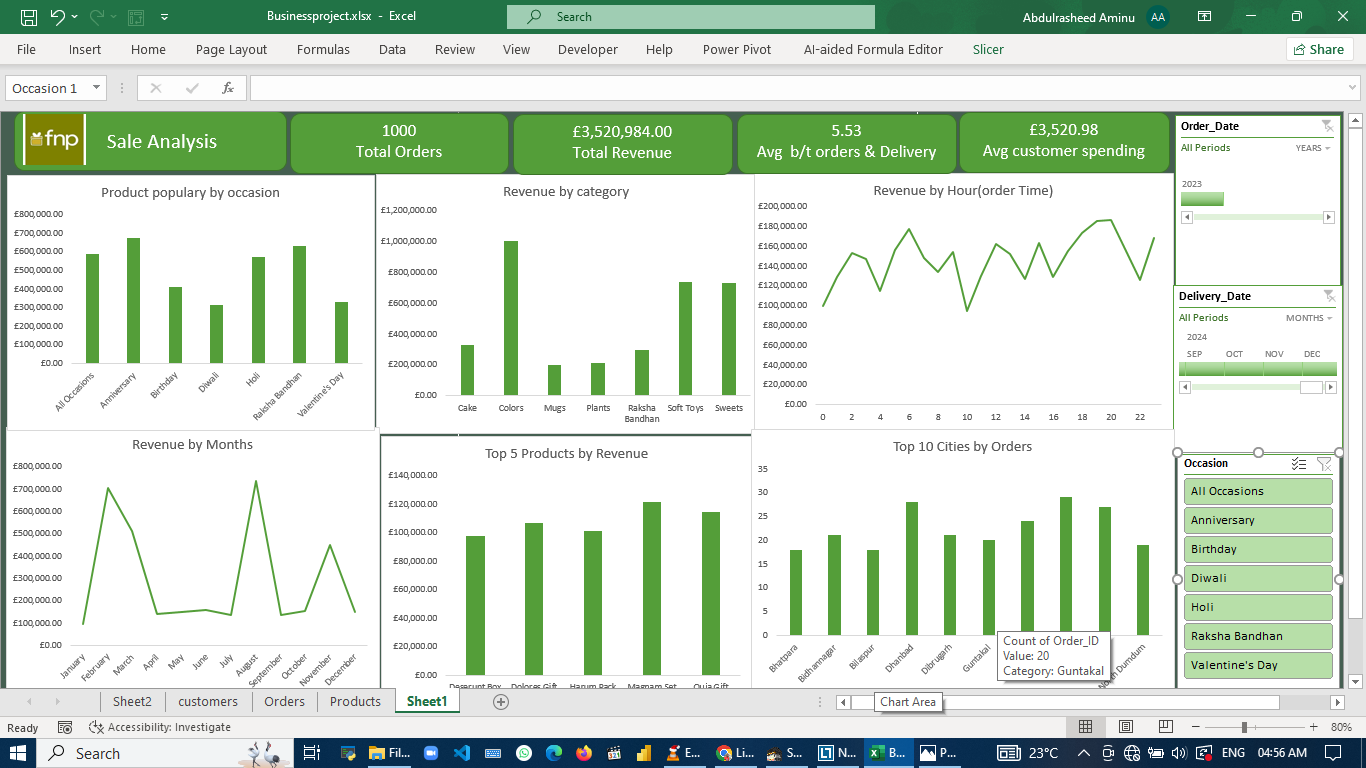 Businessproject.xlsx - Excel
Search
Abdulrasheed Aminu
AA
File Insert Home Page Layout Formulas Data Review View Developer Help Power Pivot AI-aided Formula Editor Slicer
Share
Occasion 1
fx
fnp
Sale Analysis
1000
Total Orders
£3,520,984.00
Total Revenue
5.53
Avg b/t orders & Delivery
£3,520.98
Avg customer spending
Product populary by occasion
£800,000.00
£700,000.00
£600,000.00
£500,000.00
£400,000.00
£300,000.00
£200,000.00
£100,000.00
£0.00
All Occasions Anniversary Birthday Diwali Holi Raksha Bandhan Valentine's Day
Revenue by category
£1,200,000.00
£1,000,000.00
£800,000.00
£600,000.00
£400,000.00
£200,000.00
£0.00
Cake Colors Mugs Plants Raksha Bandhan Soft Toys Sweets
Revenue by Hour(order Time)
£200,000.00
£180,000.00
£160,000.00
£140,000.00
£120,000.00
£100,000.00
£80,000.00
£60,000.00
£40,000.00
£20,000.00
£0.00
0 2 4 6 8 10 12 14 16 18 20 22
Order_Date
All Periods YEARS
2023
Delivery_Date
All Periods MONTHS
2024
SEP OCT NOV DEC
Revenue by Months
£800,000.00
£700,000.00
£600,000.00
£500,000.00
£400,000.00
£300,000.00
£200,000.00
£100,000.00
£0.00
January February March April May June July August September October November December
Top 5 Products by Revenue
£140,000.00
£120,000.00
£100,000.00
£80,000.00
£60,000.00
£40,000.00
£20,000.00
£0.00
Deserunt Box Dolores Gift Harum Pack Magnam Set Quia Gift
Top 10 Cities by Orders
35
30
25
20
15
10
5
0
Bhatpara Bidhannagar Bilaspur Dhanbad Dibrugarh Guntakal Dumdum
Count of Order_ID
Value: 20
Category: Guntakal
Chart Area
Occasion
All Occasions
Anniversary
Birthday
Diwali
Holi
Raksha Bandhan
Valentine's Day
Sheet2 customers Orders Products Sheet1
Ready
Accessibility: Investigate
80%
Search
Fil...
E...
Li...
S...
N...
B...
P...
23°C
ENG
04:56 AM